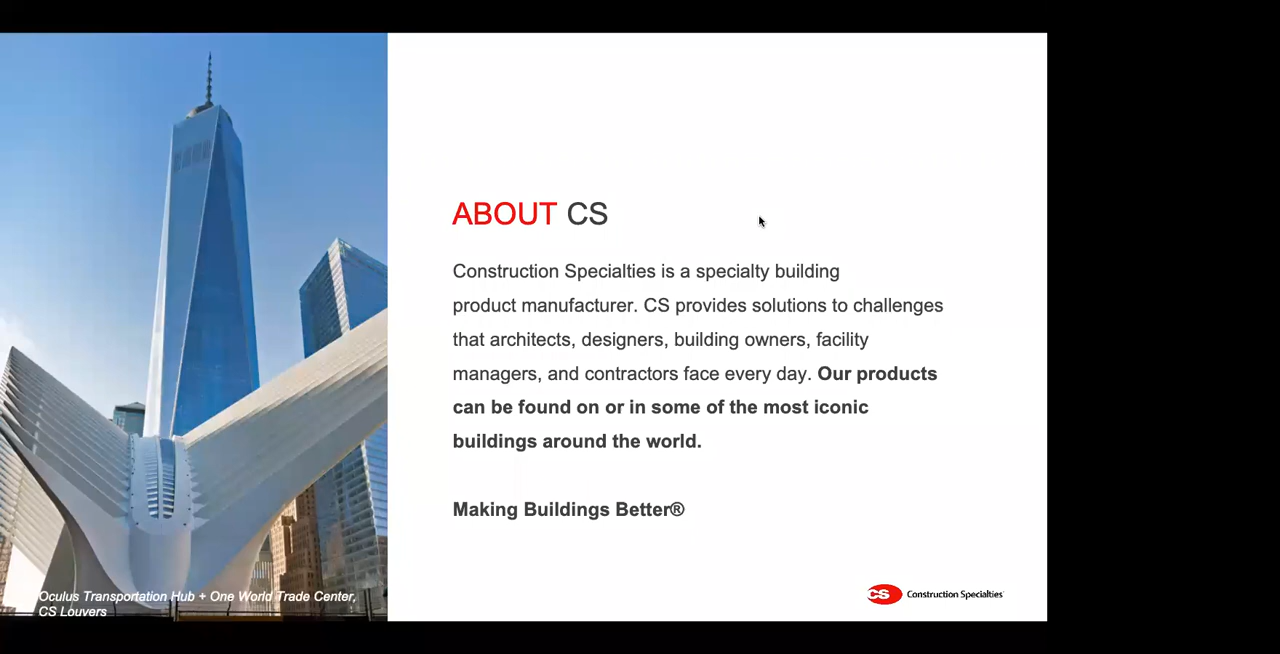 ABOUT CS
Construction Specialties is a specialty building
product manufacturer. CS provides solutions to challenges
that architects, designers, building owners, facility
managers, and contractors face every day. Our products
can be found on or in some of the most iconic
buildings around the world.
Making Buildings Better®
Oculus Transportation Hub + One World Trade Center,
CS Louvers
CS Construction Specialties